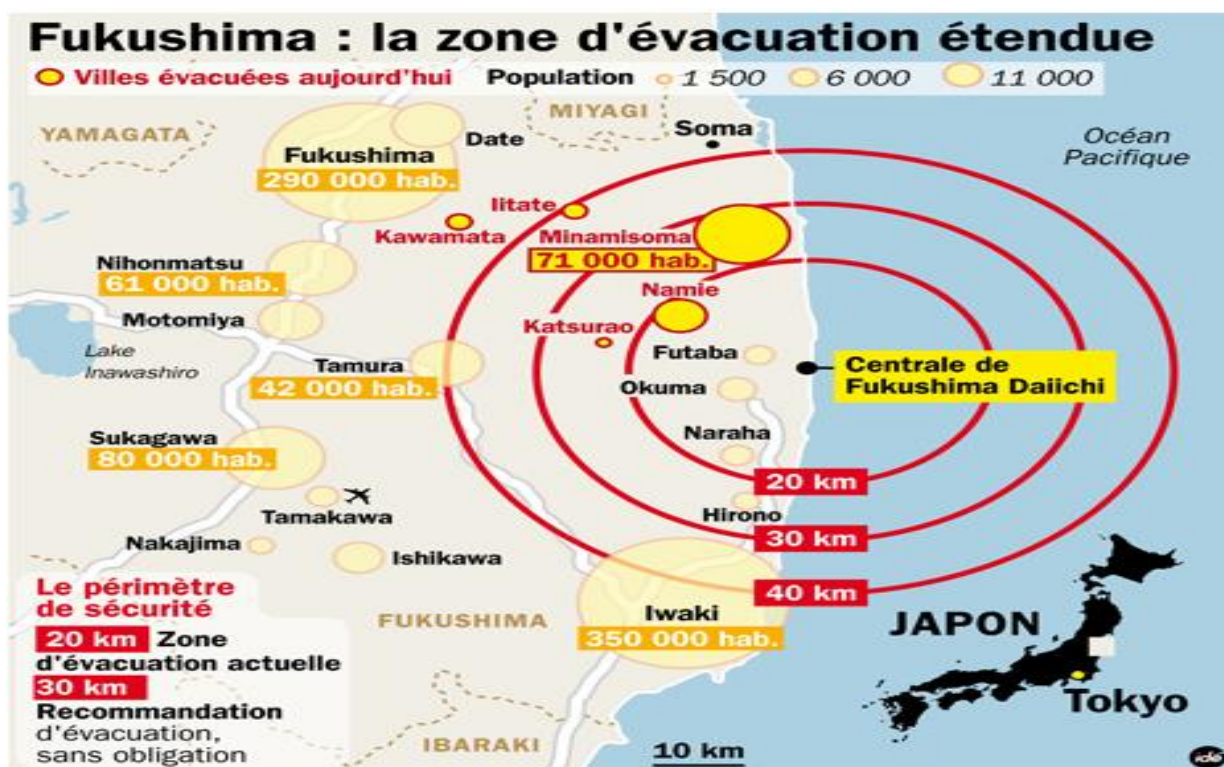 Fukushima : la zone d'évacuation étendue
Villes évacuées aujourd'hui Population 1 500 6 000 11 000
YAMAGATA
MIYAGI
Soma
Océan
Pacifique
Date
Fukushima
290 000 hab.
Iitate
Kawamata
Minamisoma
71 000 hab.
Nihonmatsu
61 000 hab.
Namie
Motomiya
Katsurao
Lake
Inawashiro
Tamura
42 000 hab.
Futaba
Okuma
Centrale de
Fukushima Daiichi
Sukagawa
80 000 hab.
Naraha
20 km
Tamakawa
Hirono
30 km
Nakajima
Ishikawa
40 km
Le périmètre
de sécurité
20 km Zone
d'évacuation actuelle
30 km
Recommandation
d'évacuation,
sans obligation
FUKUSHIMA
Iwaki
350 000 hab.
JAPON
Tokyo
IBARAKI
10 km
idé